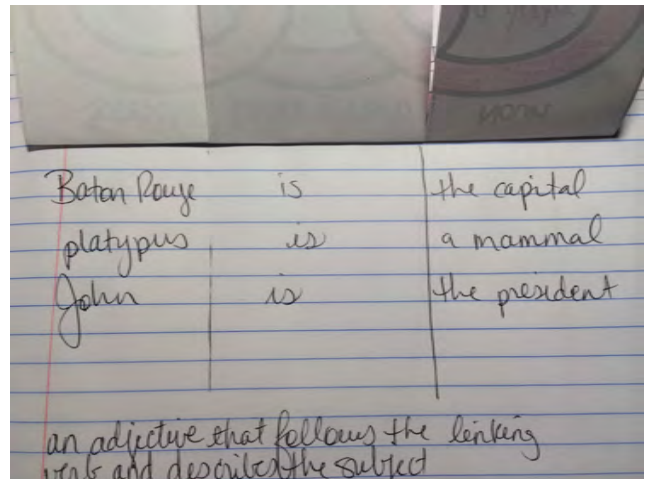 Baton Rouge is the capital
platypus is a mammal
John is the president
an adjective that follows the linking
verb and describes the subject